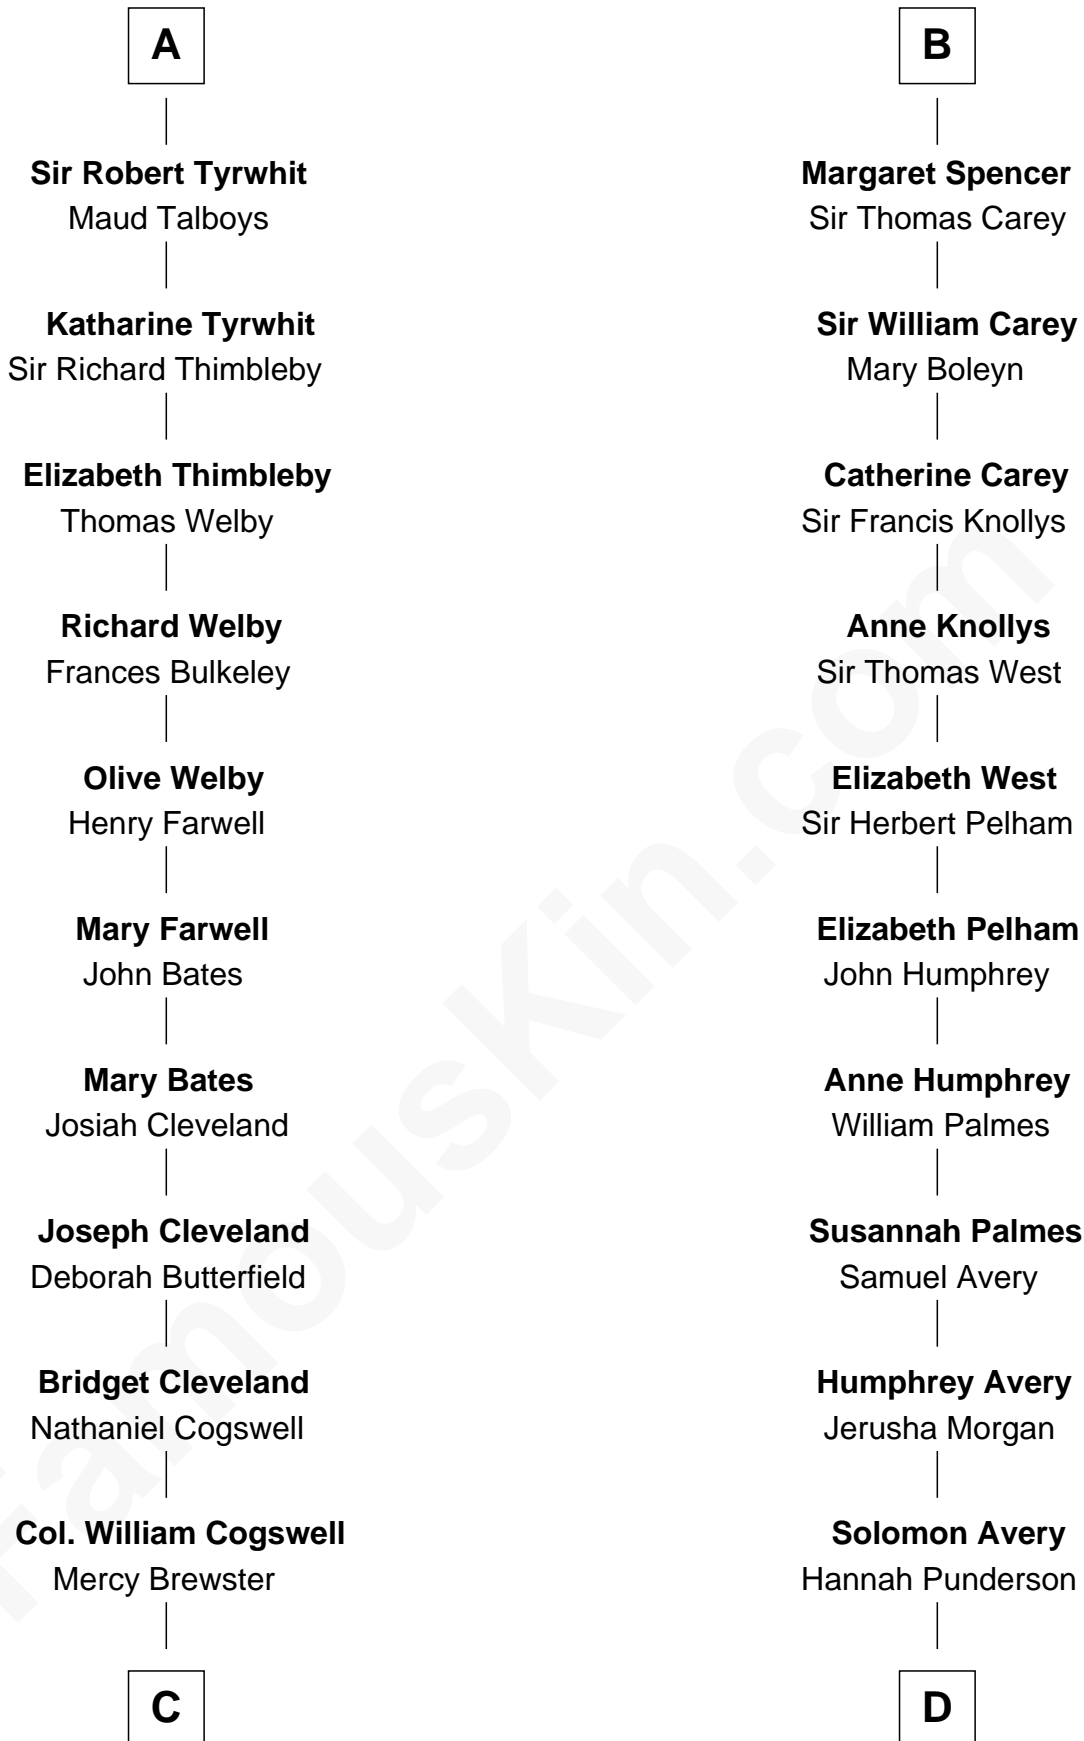 A
Sir Robert Tyrwhit
Maud Talboys
Katharine Tyrwhit
Sir Richard Thimbleby
Elizabeth Thimbleby
Thomas Welby
Richard Welby
Frances Bulkeley
Olive Welby
Henry Farwell
Mary Farwell
John Bates
Mary Bates
Josiah Cleveland
Joseph Cleveland
Deborah Butterfield
Bridget Cleveland
Nathaniel Cogswell
Col. William Cogswell
Mercy Brewster
C
B
Margaret Spencer
Sir Thomas Carey
Sir William Carey
Mary Boleyn
Catherine Carey
Sir Francis Knollys
Anne Knollys
Sir Thomas West
Elizabeth West
Sir Herbert Pelham
Elizabeth Pelham
John Humphrey
Anne Humphrey
William Palmes
Susannah Palmes
Samuel Avery
Humphrey Avery
Jerusha Morgan
Solomon Avery
Hannah Punderson
D
FamousKin.com